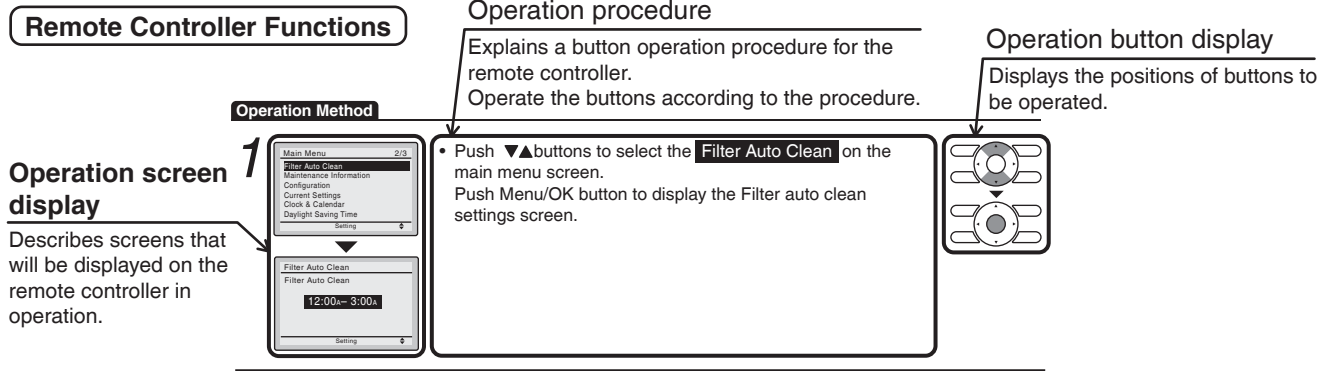 Remote Controller Functions
Operation procedure
Explains a button operation procedure for the
remote controller.
Operate the buttons according to the procedure.
Operation button display
Displays the positions of buttons to
be operated.
Operation Method
Operation screen
display
Describes screens that
will be displayed on the
remote controller in
operation.
1
Main Menu 2/3
Filter Auto Clean
Maintenance Information
Configuration
Current Settings
Clock & Calendar
Daylight Saving Time
Setting
Filter Auto Clean
Filter Auto Clean
12:00A– 3:00A
Setting
• Push ▼▲buttons to select the Filter Auto Clean on the
main menu screen.
Push Menu/OK button to display the Filter auto clean
settings screen.